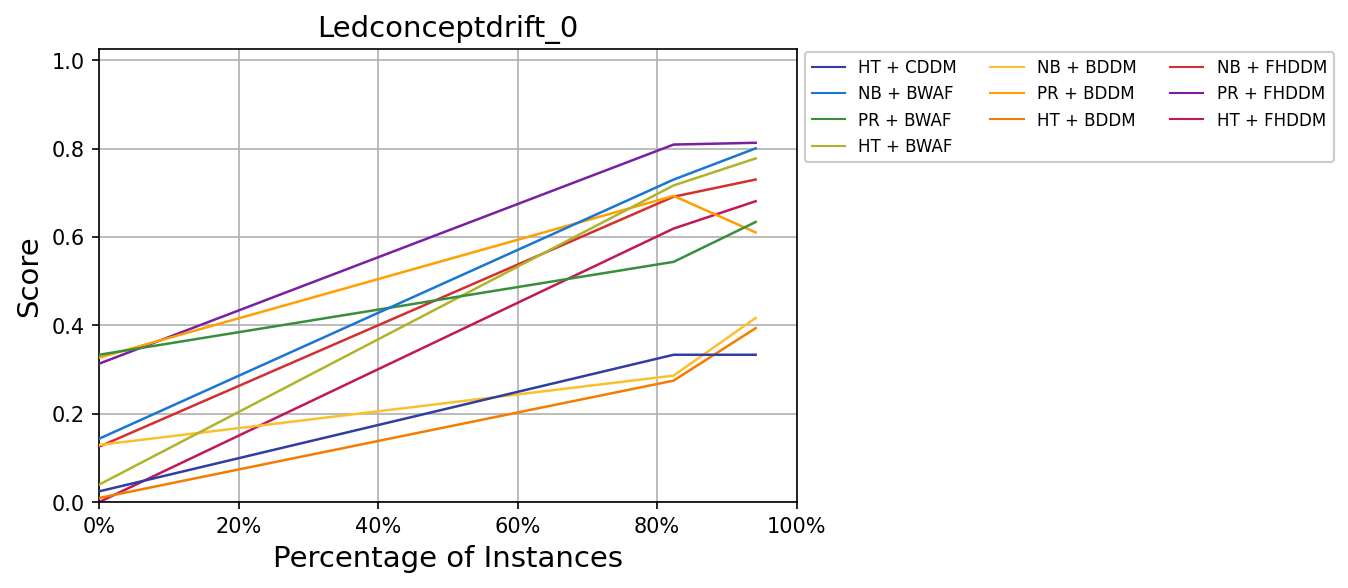 Ledconceptdrift_0
1.0
0.8
0.6
0.4
0.2
0.0
Score
0% 20% 40% 60% 80% 100%
Percentage of Instances
HT + CDDM
NB + BWAF
PR + BWAF
HT + BWAF
NB + BDDM
PR + BDDM
HT + BDDM
NB + FHDDM
PR + FHDDM
HT + FHDDM